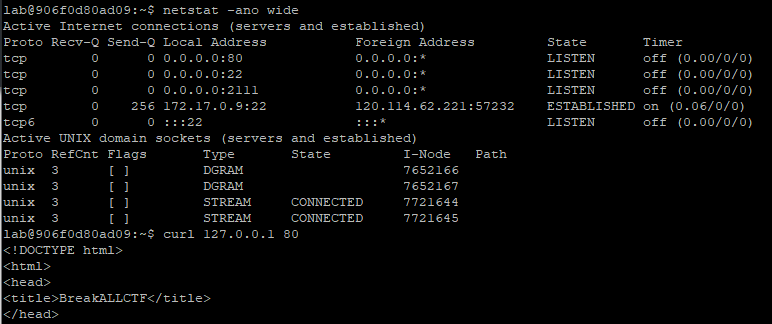 lab@906f0d80ad09:~$ netstat -ano wide
Active Internet connections (servers and established)
Proto Recv-Q Send-Q Local Address           Foreign Address         State       Timer
tcp        0      0 0.0.0.0:80              0.0.0.0:*               LISTEN      off (0.00/0/0)
tcp        0      0 0.0.0.0:22              0.0.0.0:*               LISTEN      off (0.00/0/0)
tcp        0      0 0.0.0.0:2111            0.0.0.0:*               LISTEN      off (0.00/0/0)
tcp        0    256 172.17.0.9:22           120.114.62.221:57232    ESTABLISHED on (0.06/0/0)
tcp6       0      0 :::22                   :::*                    LISTEN      off (0.00/0/0)
Active UNIX domain sockets (servers and established)
Proto RefCnt Flags       Type       State         I-Node   Path
unix  3      [ ]         DGRAM                    7652166
unix  3      [ ]         DGRAM                    7652167
unix  3      [ ]         STREAM     CONNECTED     7721644
unix  3      [ ]         STREAM     CONNECTED     7721645
lab@906f0d80ad09:~$ curl 127.0.0.1 80
<!DOCTYPE html>
<html>
<head>
<title>BreakALLCTF</title>
</head>